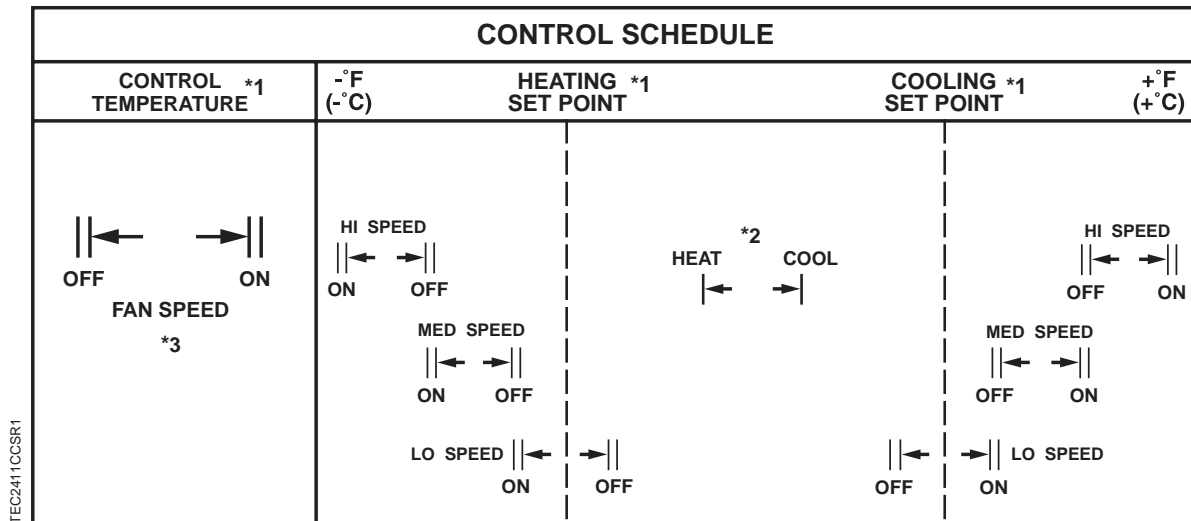 CONTROL SCHEDULE
CONTROL *1
TEMPERATURE
-°F
(-°C)
HEATING *1
SET POINT
COOLING *1
SET POINT
+°F
(+°C)
OFF ON
FAN SPEED
*3
HI SPEED
ON OFF
MED SPEED
ON OFF
LO SPEED
ON OFF
*2
HEAT COOL
HI SPEED
OFF ON
MED SPEED
OFF ON
LO SPEED
OFF ON
TEC2411CCSR1